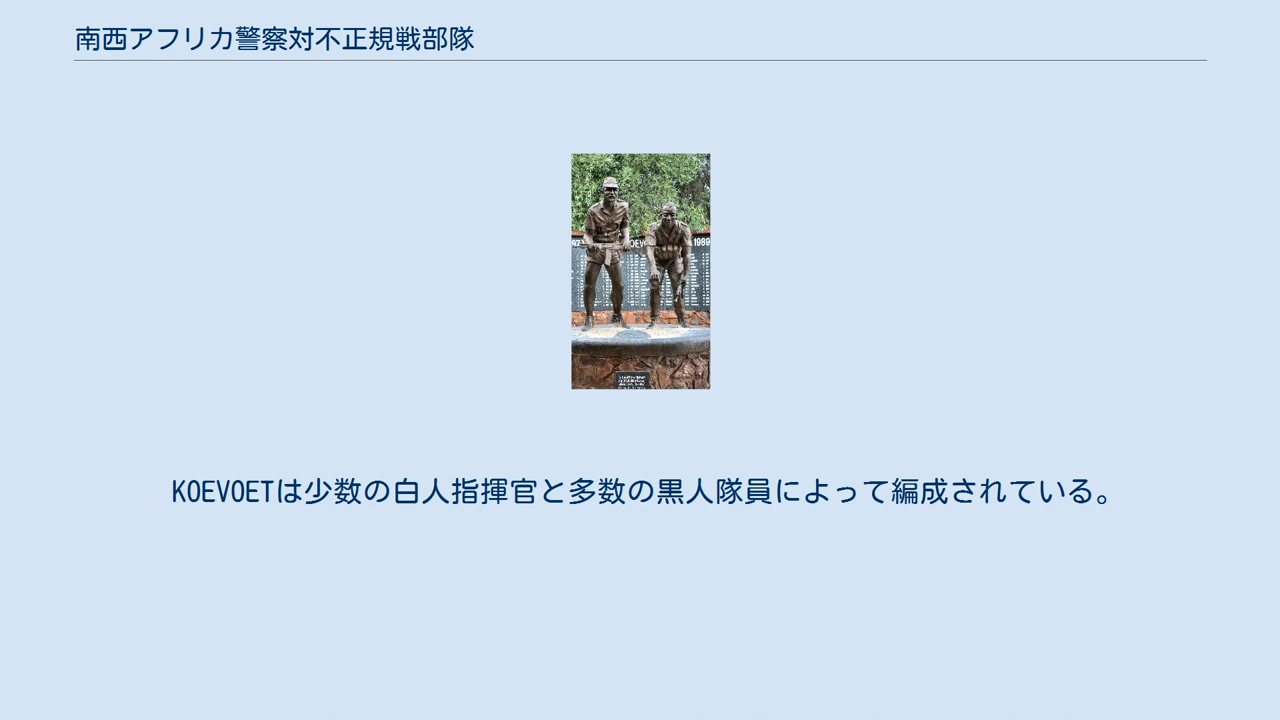 南西アフリカ警察対不正規戦部隊
1989
KOEVOETは少数の白人指揮官と多数の黒人隊員によって編成されている。